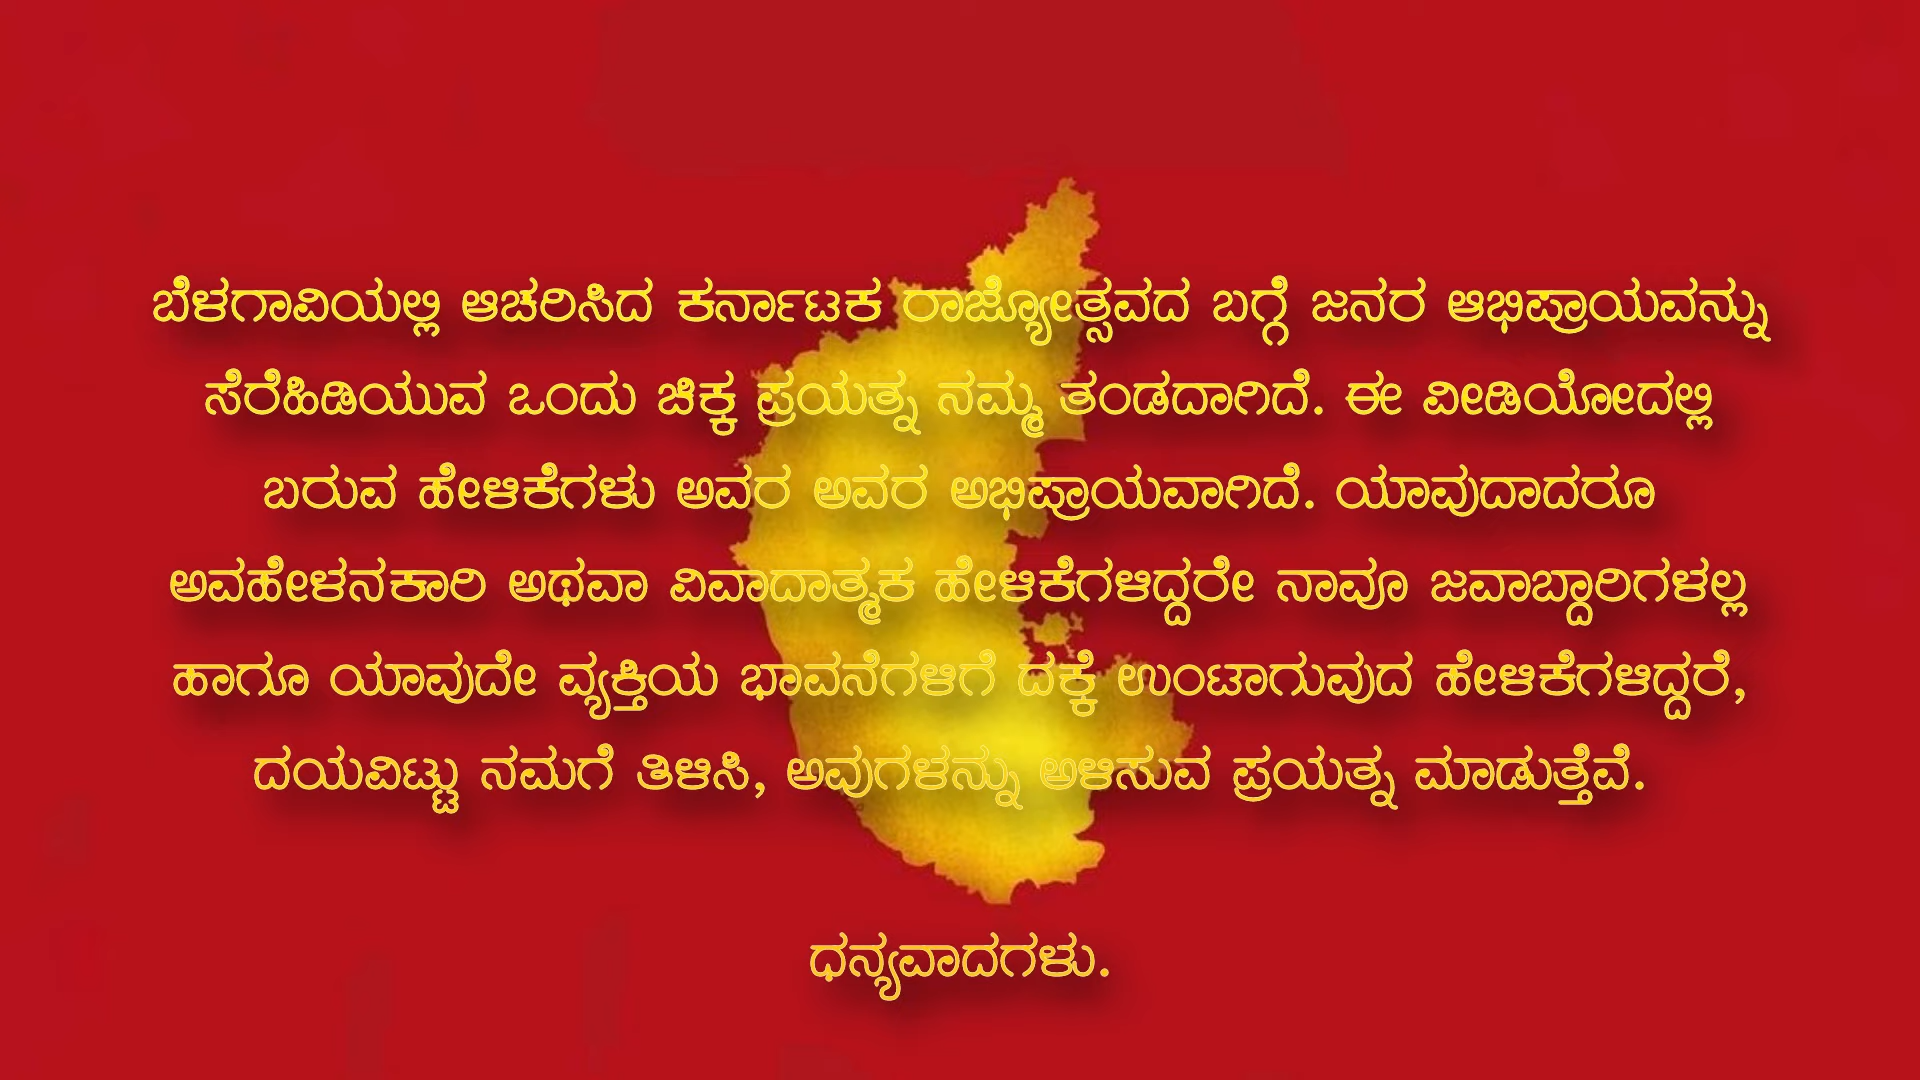 ಬೆಳಗಾವಿಯಲ್ಲಿ ಆಚರಿಸಿದ ಕರ್ನಾಟಕ ರಾಜ್ಯೋತ್ಸವದ ಬಗ್ಗೆ ಜನರ ಆಭಿಪ್ರಾಯವನ್ನು
ಸೆರೆಹಿಡಿಯುವ ಒಂದು ಚಿಕ್ಕ ಪ್ರಯತ್ನ ನಮ್ಮ ತಂಡದಾಗಿದೆ. ಈ ವೀಡಿಯೋದಲ್ಲಿ
ಬರುವ ಹೇಳಿಕೆಗಳು ಅವರ ಅವರ ಅಭಿಪ್ರಾಯವಾಗಿದೆ. ಯಾವುದಾದರೂ
ಅವಹೇಳನಕಾರಿ ಅಥವಾ ವಿವಾದಾತ್ಮಕ ಹೇಳಿಕೆಗಳಿದ್ದರೇ ನಾವೂ ಜವಾಬ್ದಾರಿಗಳಲ್ಲ
ಹಾಗೂ ಯಾವುದೇ ವ್ಯಕ್ತಿಯ ಭಾವನೆಗಳಿಗೆ ದಕ್ಕೆ ಉಂಟಾಗುವುದ ಹೇಳಿಕೆಗಳಿದ್ದರೆ,
ದಯವಿಟ್ಟು ನಮಗೆ ತಿಳಿಸಿ, ಅವುಗಳನ್ನು ಅಳಿಸುವ ಪ್ರಯತ್ನ ಮಾಡುತ್ತೆವೆ.
ಧನ್ಯವಾದಗಳು.